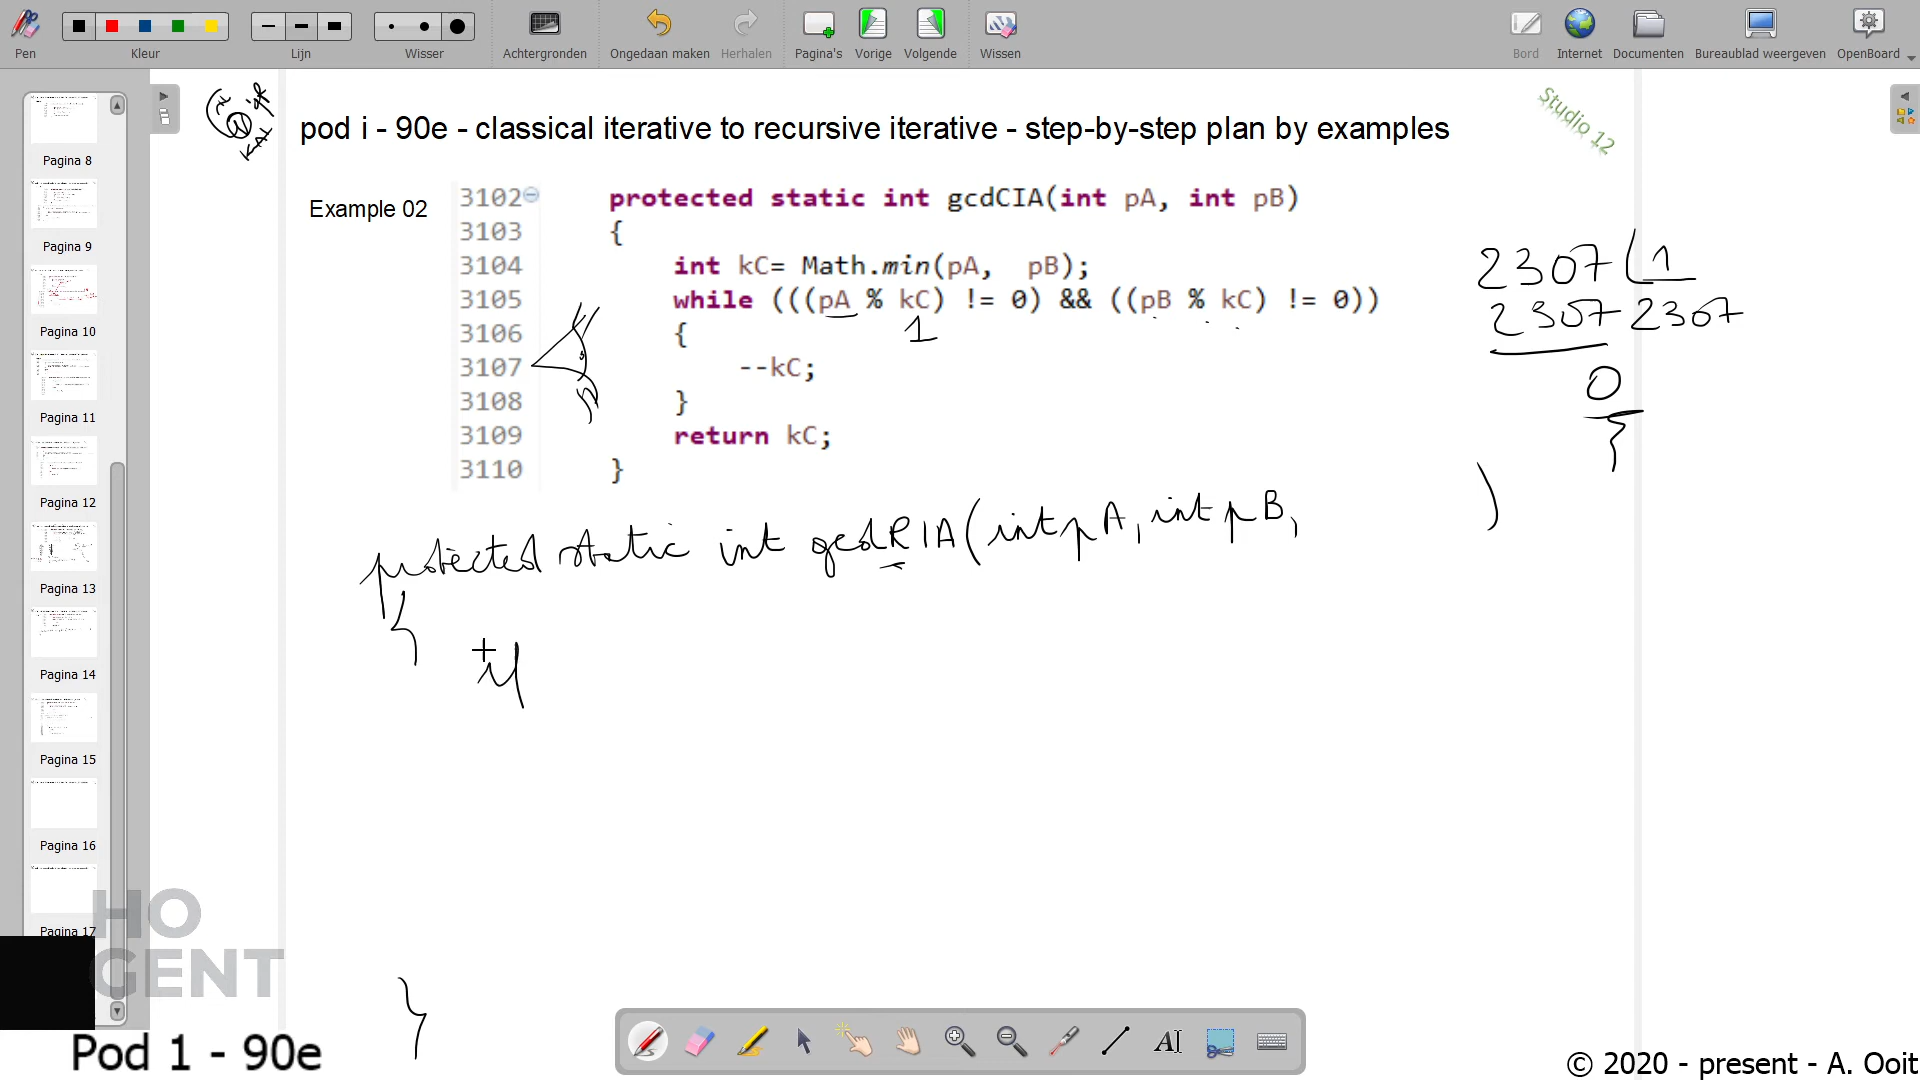 Pen
Kleur
Lijn
Wisser
Achtergronden
Ongedaan maken
Herhalen
Pagina's
Vorige
Volgende
Wissen
Bord
Internet
Documenten
Bureaublad weergeven
OpenBoard
Pagina 8
Pagina 9
Pagina 10
Pagina 11
Pagina 12
Pagina 13
Pagina 14
Pagina 15
Pagina 16
Pagina 17
pod i - 90e - classical iterative to recursive iterative - step-by-step plan by examples
Studio 12
Example 02
3102 protected static int gcdCIA(int pA, int pB)
3103 {
3104 int kC= Math.min(pA, pB);
3105 while (((pA % kC) != 0) && ((pB % kC) != 0))
3106 {
1
3107 --kC;
3108 }
3109 return kC;
3110 }
2307 1
2307 2307
0
}
protected static int gcdRIA(int pA, int pB, )
{
if
}
HO
GENT
Pod 1 - 90e
© 2020 - present - A. Ooit